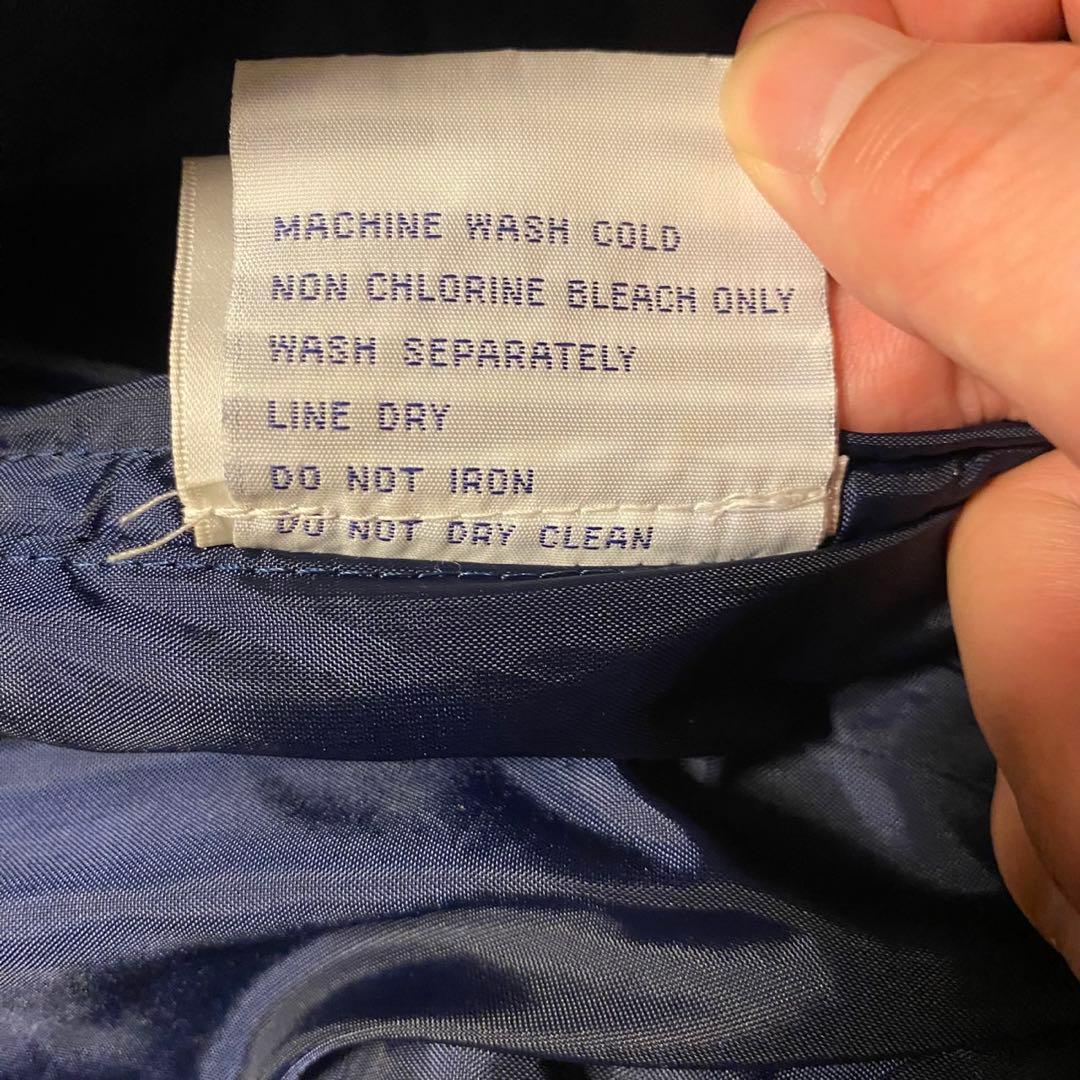 MACHINE WASH COLD
NON CHLORINE BLEACH ONLY
WASH SEPARATELY
LINE DRY
DO NOT IRON
DO NOT DRY CLEAN